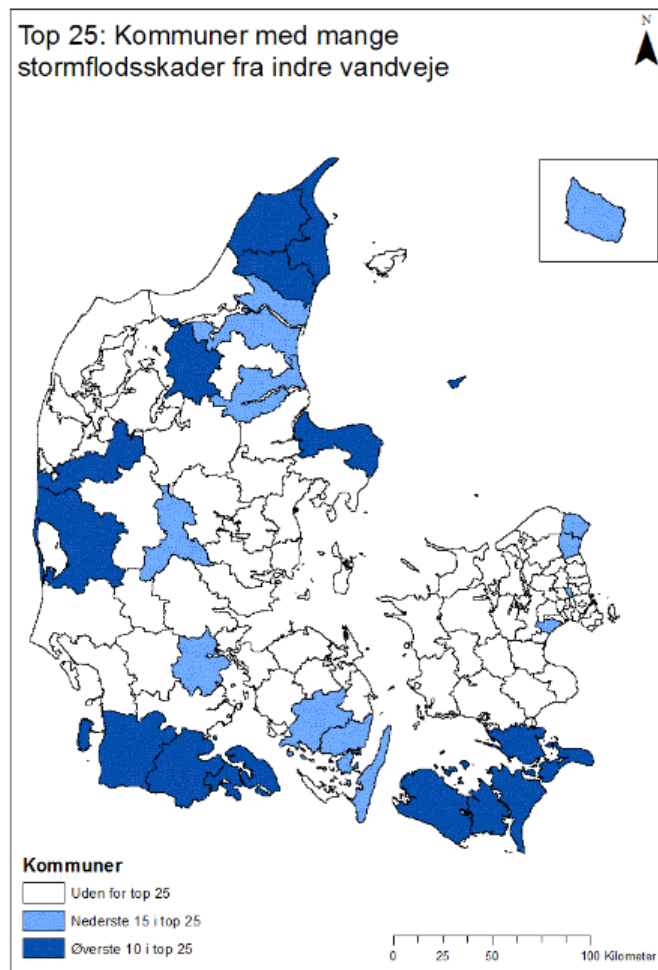 Top 25: Kommuner med mange
stormflodsskader fra indre vandveje
N
Kommuner
Uden for top 25
Nederste 15 i top 25
Øverste 10 i top 25
0 25 50 100 Kilometer